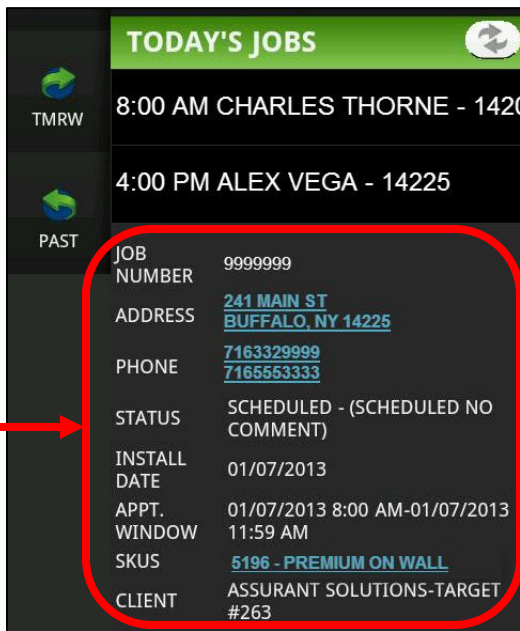 TODAY'S JOBS
TMRW
8:00 AM CHARLES THORNE - 1420
4:00 PM ALEX VEGA - 14225
PAST
JOB
NUMBER
9999999
ADDRESS
241 MAIN ST
BUFFALO, NY 14225
PHONE
7163329999
7165553333
STATUS
SCHEDULED - (SCHEDULED NO
COMMENT)
INSTALL
DATE
01/07/2013
APPT.
WINDOW
01/07/2013 8:00 AM-01/07/2013
11:59 AM
SKUS
5196 - PREMIUM ON WALL
CLIENT
ASSURANT SOLUTIONS-TARGET
#263